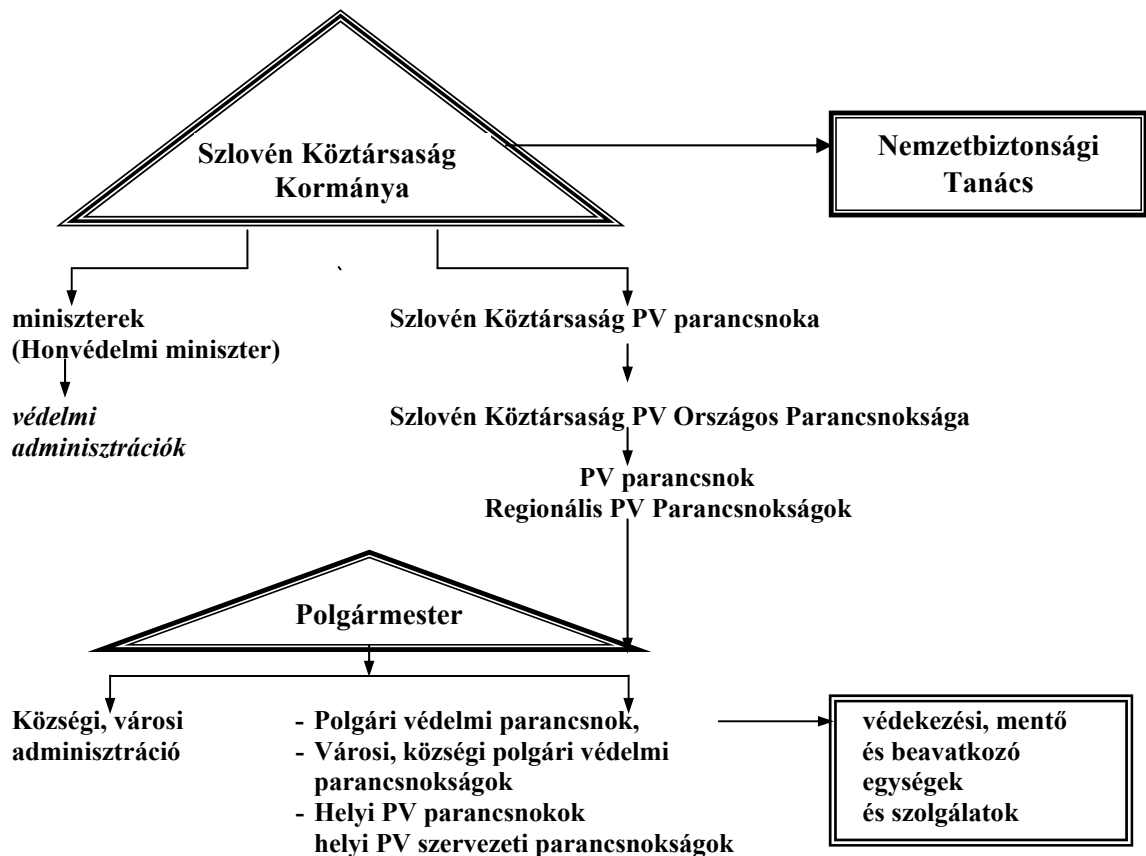 Szlovén Köztársaság
Kormánya
Nemzetbiztonsági
Tanács
miniszterek
(Honvédelmi miniszter)
védelmi
adminisztrációk
Szlovén Köztársaság PV parancsnoka
Szlovén Köztársaság PV Országos Parancsnoksága
PV parancsnok
Regionális PV Parancsnokságok
Polgármester
Községi, városi
adminisztráció
- Polgári védelmi parancsnok,
- Városi, községi polgári védelmi
parancsnokságok
- Helyi PV parancsnokok
helyi PV szervezeti parancsnokságok
védekezési, mentő
és beavatkozó
egységek
és szolgálatok